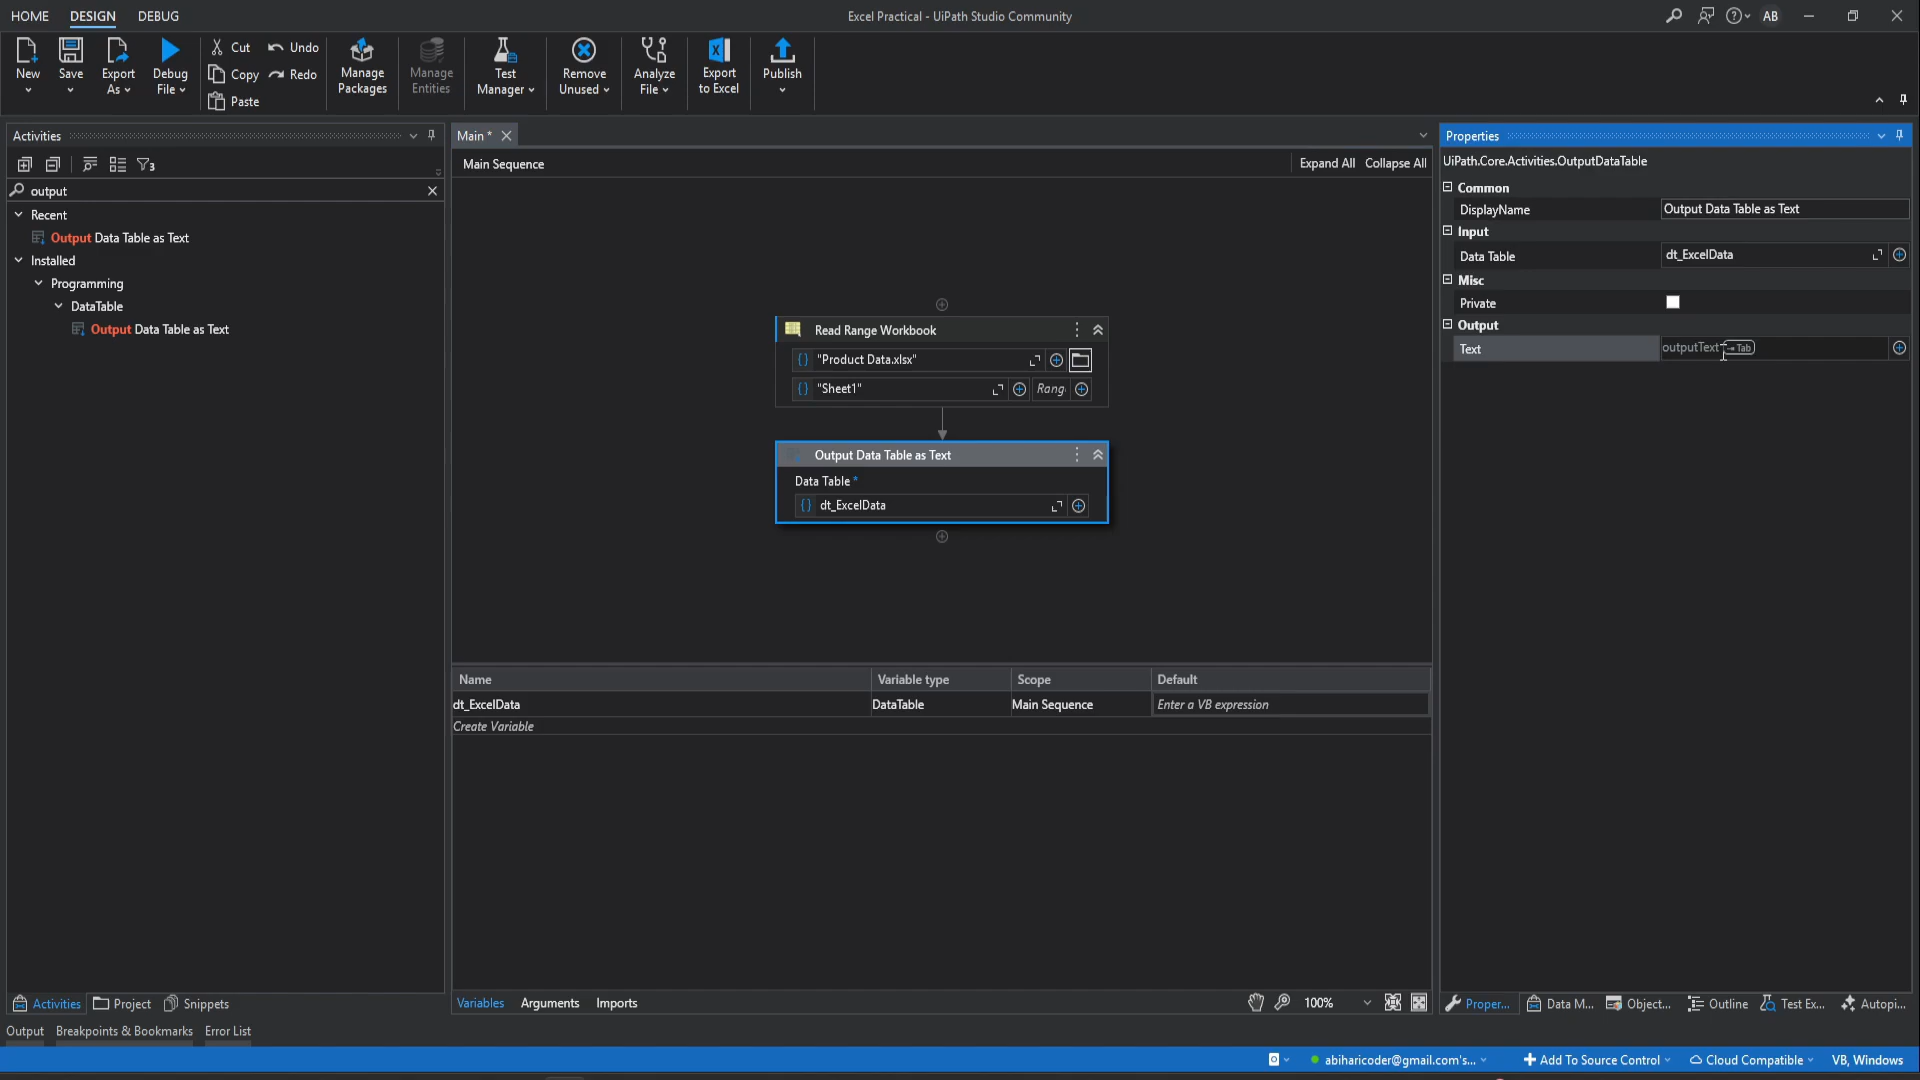 HOME DESIGN DEBUG
Excel Practical - UiPath Studio Community
AB
New
Save
Export As
Debug File
Cut
Copy
Paste
Undo
Redo
Manage Packages
Manage Entities
Test Manager
Remove Unused
Analyze File
Export to Excel
Publish
Activities
output
Recent
Output Data Table as Text
Installed
Programming
DataTable
Output Data Table as Text
Main *
Main Sequence
Expand All Collapse All
Read Range Workbook
"Product Data.xlsx"
"Sheet1"
Rang
Output Data Table as Text
Data Table *
dt_ExcelData
Name Variable type Scope Default
dt_ExcelData DataTable Main Sequence Enter a VB expression
Create Variable
Variables Arguments Imports
100%
Properties
UiPath.Core.Activities.OutputDataTable
Common
DisplayName Output Data Table as Text
Input
Data Table dt_ExcelData
Misc
Private
Output
Text outputText Tab
Activities Project Snippets
Proper... Data M... Object... Outline Test Ex... Autopi...
Output Breakpoints & Bookmarks Error List
abiharicoder@gmail.com's... Add To Source Control Cloud Compatible VB, Windows